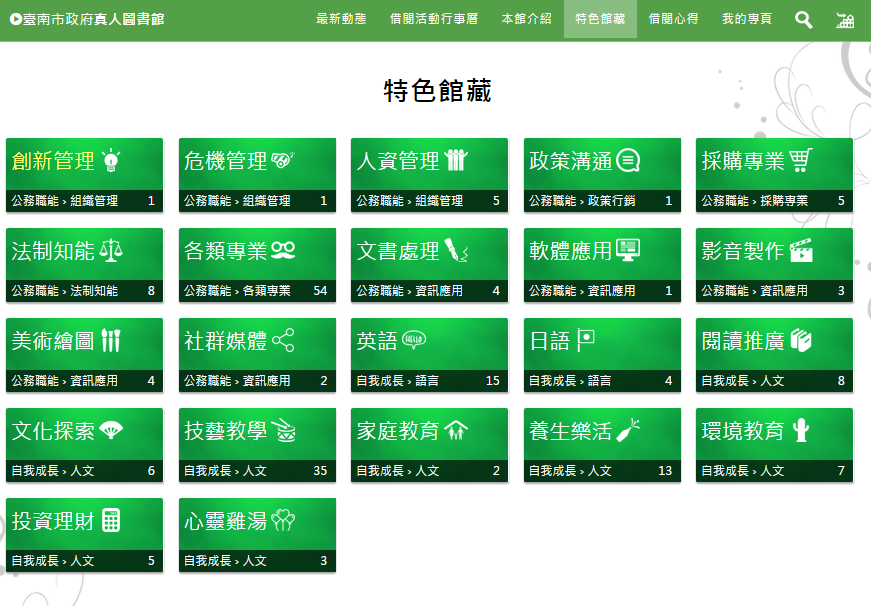 臺南市政府真人圖書館
最新動態 借閱活動行事曆 本館介紹 特色館藏 借閱心得 我的專頁
特色館藏
創新管理
公務職能 › 組織管理 1
危機管理
公務職能 › 組織管理 1
人資管理
公務職能 › 組織管理 5
政策溝通
公務職能 › 政策行銷 1
採購專業
公務職能 › 採購專業 5
法制知能
公務職能 › 法制知能 8
各類專業
公務職能 › 各類專業 54
文書處理
公務職能 › 資訊應用 4
軟體應用
公務職能 › 資訊應用 1
影音製作
公務職能 › 資訊應用 3
美術繪圖
公務職能 › 資訊應用 4
社群媒體
公務職能 › 資訊應用 2
英語 HELLO
自我成長 › 語言 15
日語
自我成長 › 語言 4
閱讀推廣
自我成長 › 人文 8
文化探索
自我成長 › 人文 6
技藝教學
自我成長 › 人文 35
家庭教育
自我成長 › 人文 2
養生樂活
自我成長 › 人文 13
環境教育
自我成長 › 人文 7
投資理財
自我成長 › 人文 5
心靈雞湯
自我成長 › 人文 3